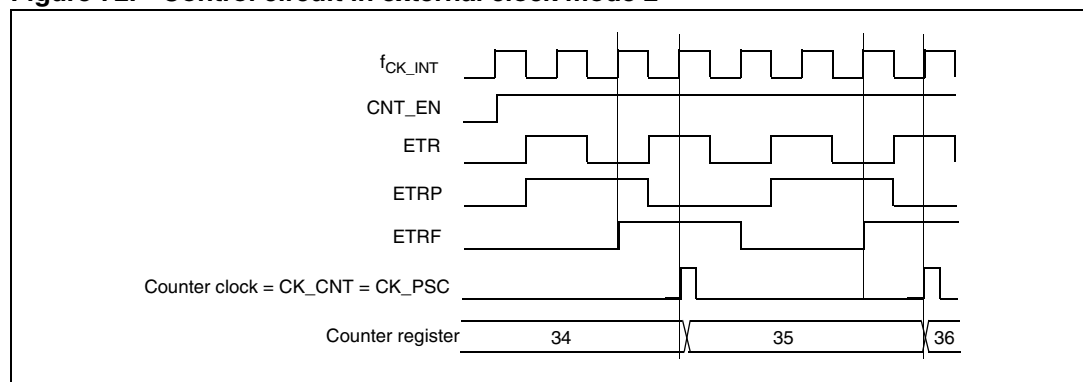 Figure 72. Control circuit in external clock mode 2
fCK_INT
CNT_EN
ETR
ETRP
ETRF
Counter clock = CK_CNT = CK_PSC
Counter register
34
35
36